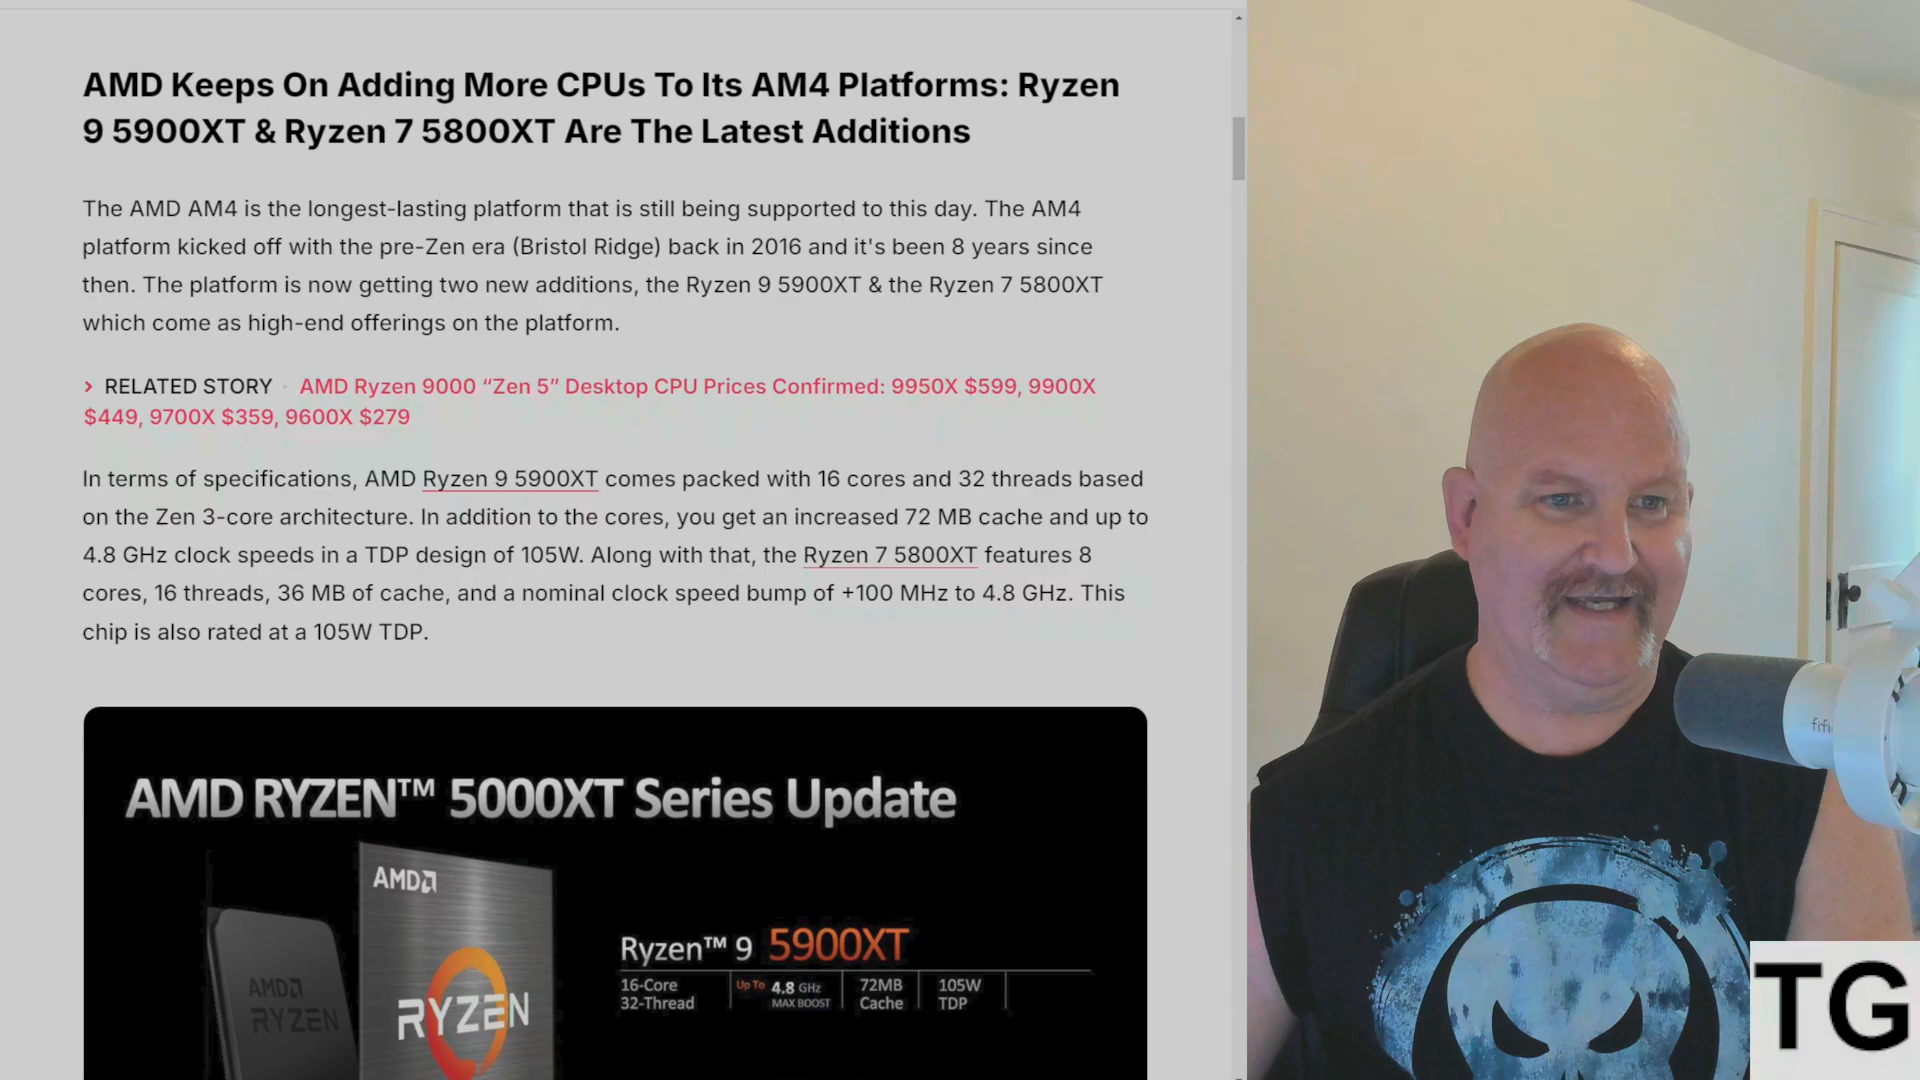 AMD Keeps On Adding More CPUs To Its AM4 Platforms: Ryzen
9 5900XT & Ryzen 7 5800XT Are The Latest Additions
The AMD AM4 is the longest-lasting platform that is still being supported to this day. The AM4
platform kicked off with the pre-Zen era (Bristol Ridge) back in 2016 and it's been 8 years since
then. The platform is now getting two new additions, the Ryzen 9 5900XT & the Ryzen 7 5800XT
which come as high-end offerings on the platform.
RELATED STORY · AMD Ryzen 9000 “Zen 5” Desktop CPU Prices Confirmed: 9950X $599, 9900X
$449, 9700X $359, 9600X $279
In terms of specifications, AMD Ryzen 9 5900XT comes packed with 16 cores and 32 threads based
on the Zen 3-core architecture. In addition to the cores, you get an increased 72 MB cache and up to
4.8 GHz clock speeds in a TDP design of 105W. Along with that, the Ryzen 7 5800XT features 8
cores, 16 threads, 36 MB of cache, and a nominal clock speed bump of +100 MHz to 4.8 GHz. This
chip is also rated at a 105W TDP.
AMD RYZEN™ 5000XT Series Update
AMD
RYZEN
AMD
RYZEN
Ryzen™ 9 5900XT
16-Core Up To 4.8 GHz 72MB 105W
32-Thread MAX BOOST Cache TDP
TG